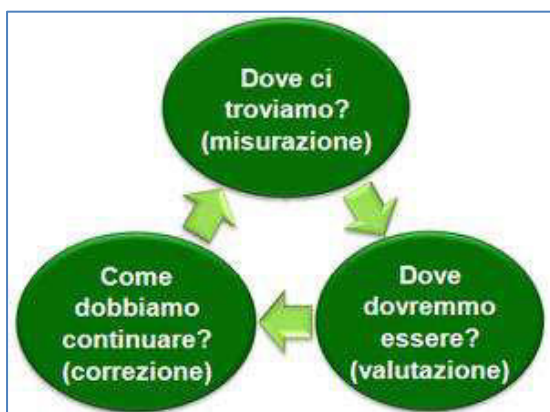 Dove ci
troviamo?
(misurazione)
Dove
dovremmo
essere?
(valutazione)
Come
dobbiamo
continuare?
(correzione)